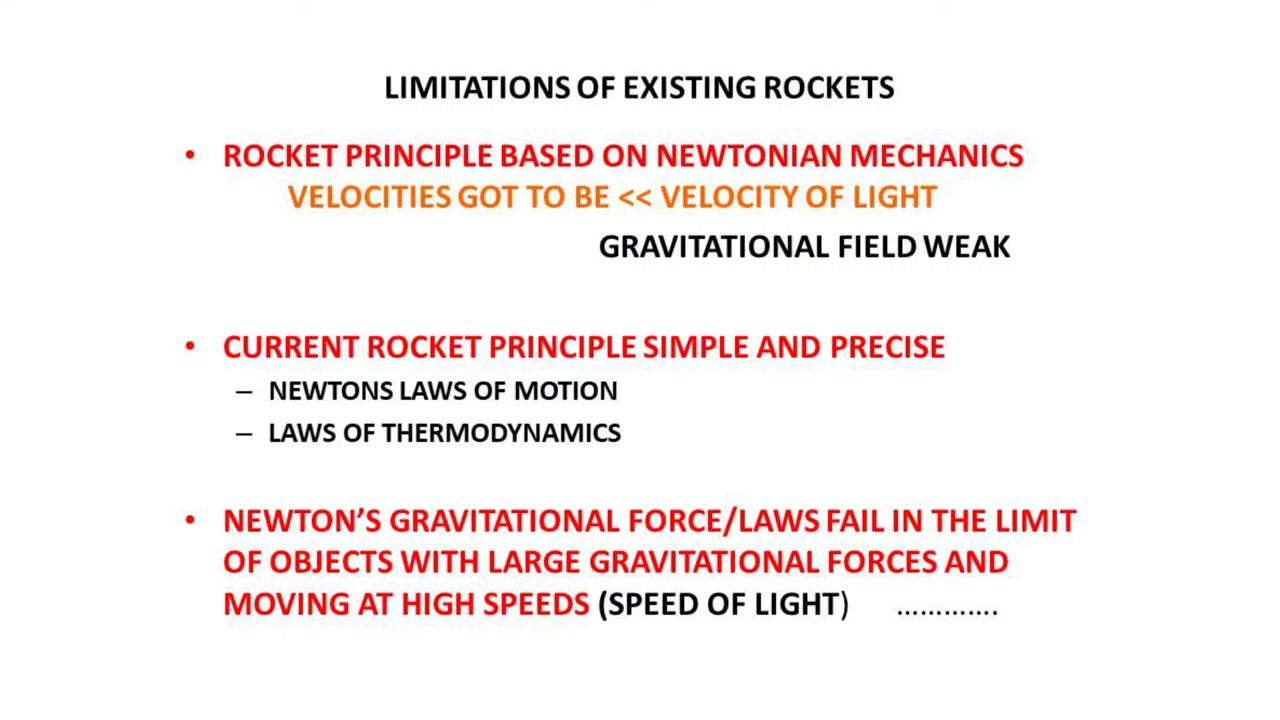 LIMITATIONS OF EXISTING ROCKETS
• ROCKET PRINCIPLE BASED ON NEWTONIAN MECHANICS
VELOCITIES GOT TO BE << VELOCITY OF LIGHT
GRAVITATIONAL FIELD WEAK
• CURRENT ROCKET PRINCIPLE SIMPLE AND PRECISE
– NEWTONS LAWS OF MOTION
– LAWS OF THERMODYNAMICS
• NEWTON’S GRAVITATIONAL FORCE/LAWS FAIL IN THE LIMIT
OF OBJECTS WITH LARGE GRAVITATIONAL FORCES AND
MOVING AT HIGH SPEEDS (SPEED OF LIGHT) ………….